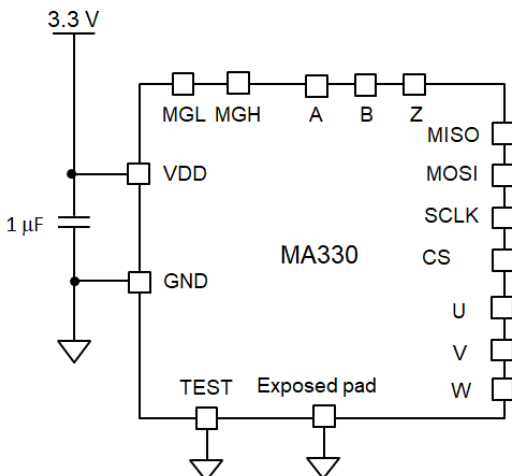 3.3 V
MGL MGH A B Z
MISO
VDD MOSI
SCLK
1 μF
MA330 CS
GND
U
V
TEST Exposed pad W